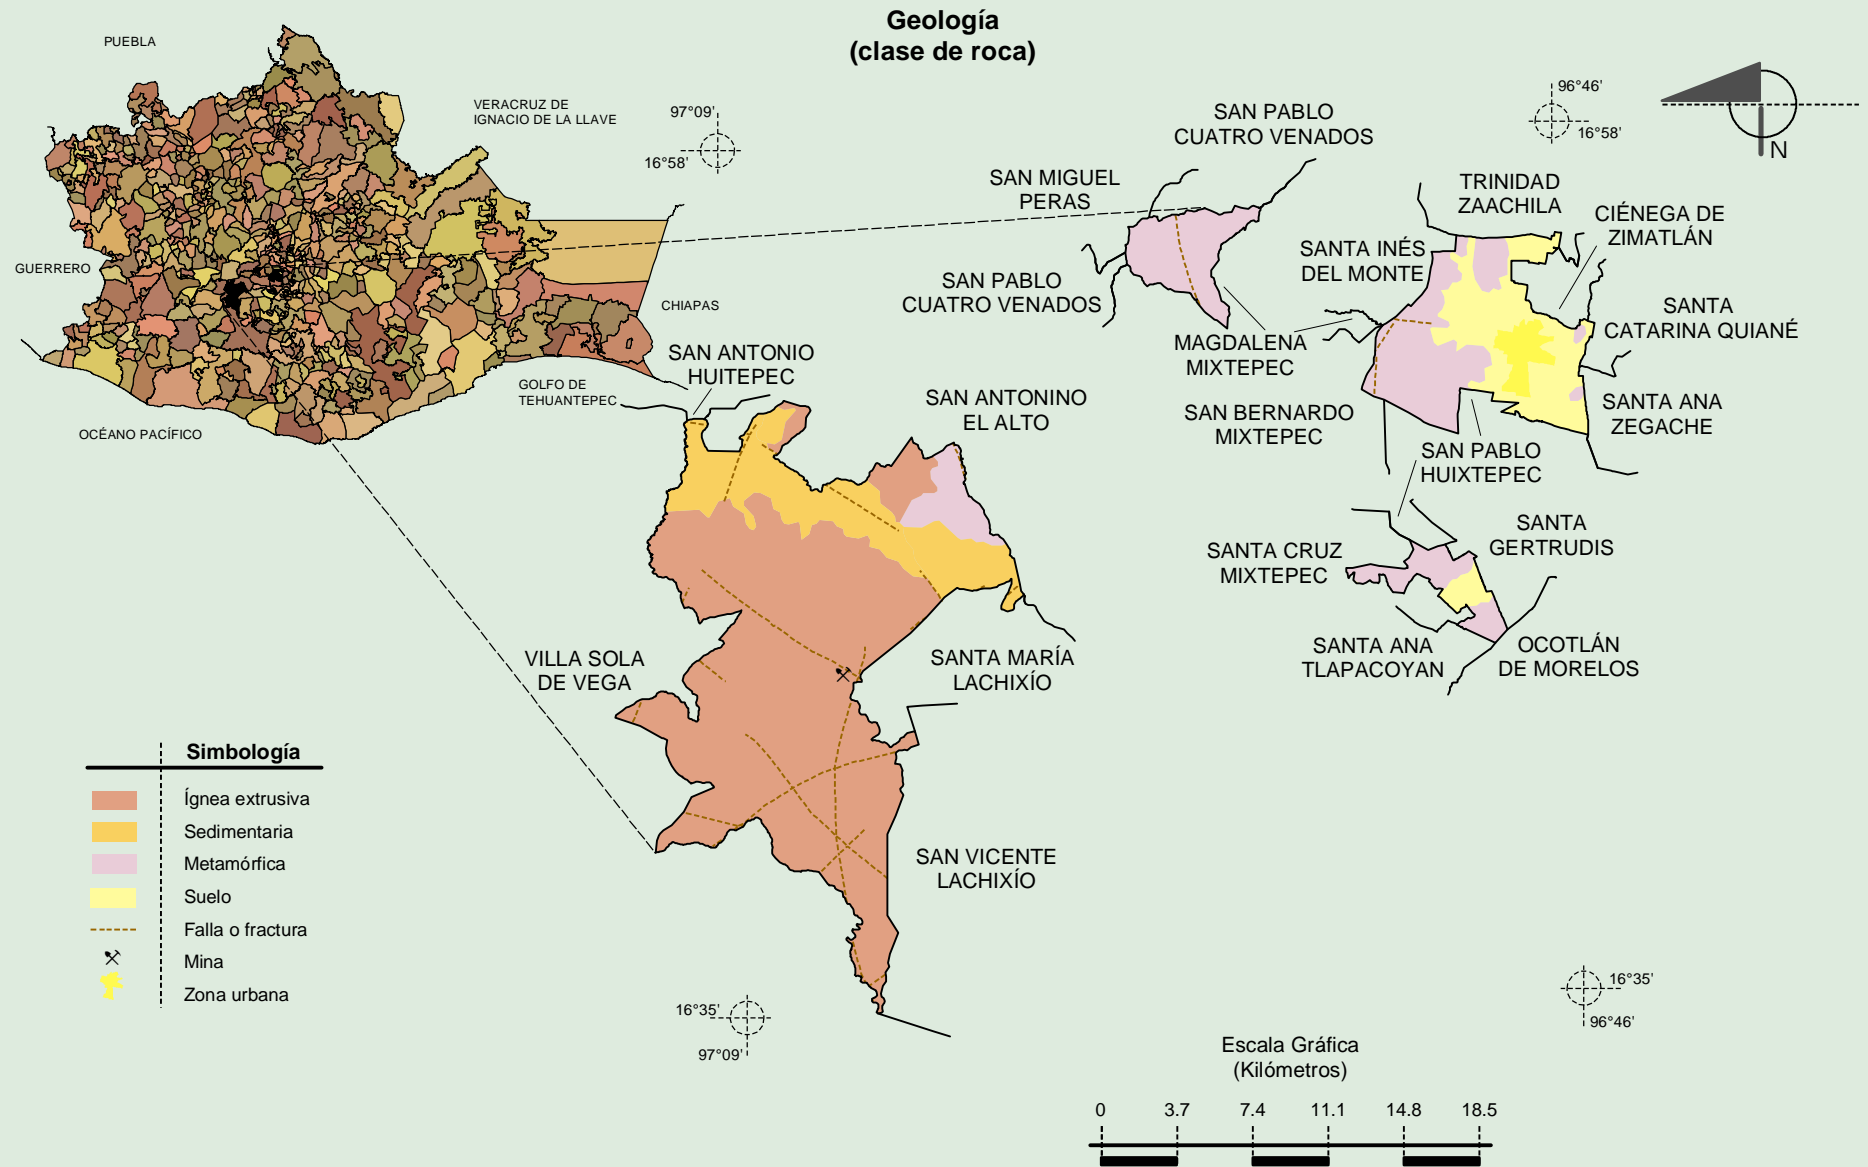 Geología
(clase de roca)
PUEBLA
VERACRUZ DE
IGNACIO DE LA LLAVE
GUERRERO
CHIAPAS
GOLFO DE
TEHUANTEPEC
OCÉANO PACÍFICO
97°09'
16°58'
96°46'
16°58'
N
SAN PABLO
CUATRO VENADOS
SAN MIGUEL
PERAS
SAN PABLO
CUATRO VENADOS
MAGDALENA
MIXTEPEC
TRINIDAD
ZAACHILA
CIÉNEGA DE
ZIMATLÁN
SANTA INÉS
DEL MONTE
SANTA
CATARINA QUIANÉ
SAN BERNARDO
MIXTEPEC
SANTA ANA
ZEGACHE
SAN PABLO
HUIXTEPEC
SAN ANTONIO
HUITEPEC
SAN ANTONINO
EL ALTO
SANTA
GERTRUDIS
SANTA CRUZ
MIXTEPEC
SANTA ANA
TLAPACOYAN
OCOTLÁN
DE MORELOS
VILLA SOLA
DE VEGA
SANTA MARÍA
LACHIXÍO
SAN VICENTE
LACHIXÍO
Simbología
Ígnea extrusiva
Sedimentaria
Metamórfica
Suelo
Falla o fractura
Mina
Zona urbana
16°35'
97°09'
16°35'
96°46'
Escala Gráfica
(Kilómetros)
0 3.7 7.4 11.1 14.8 18.5